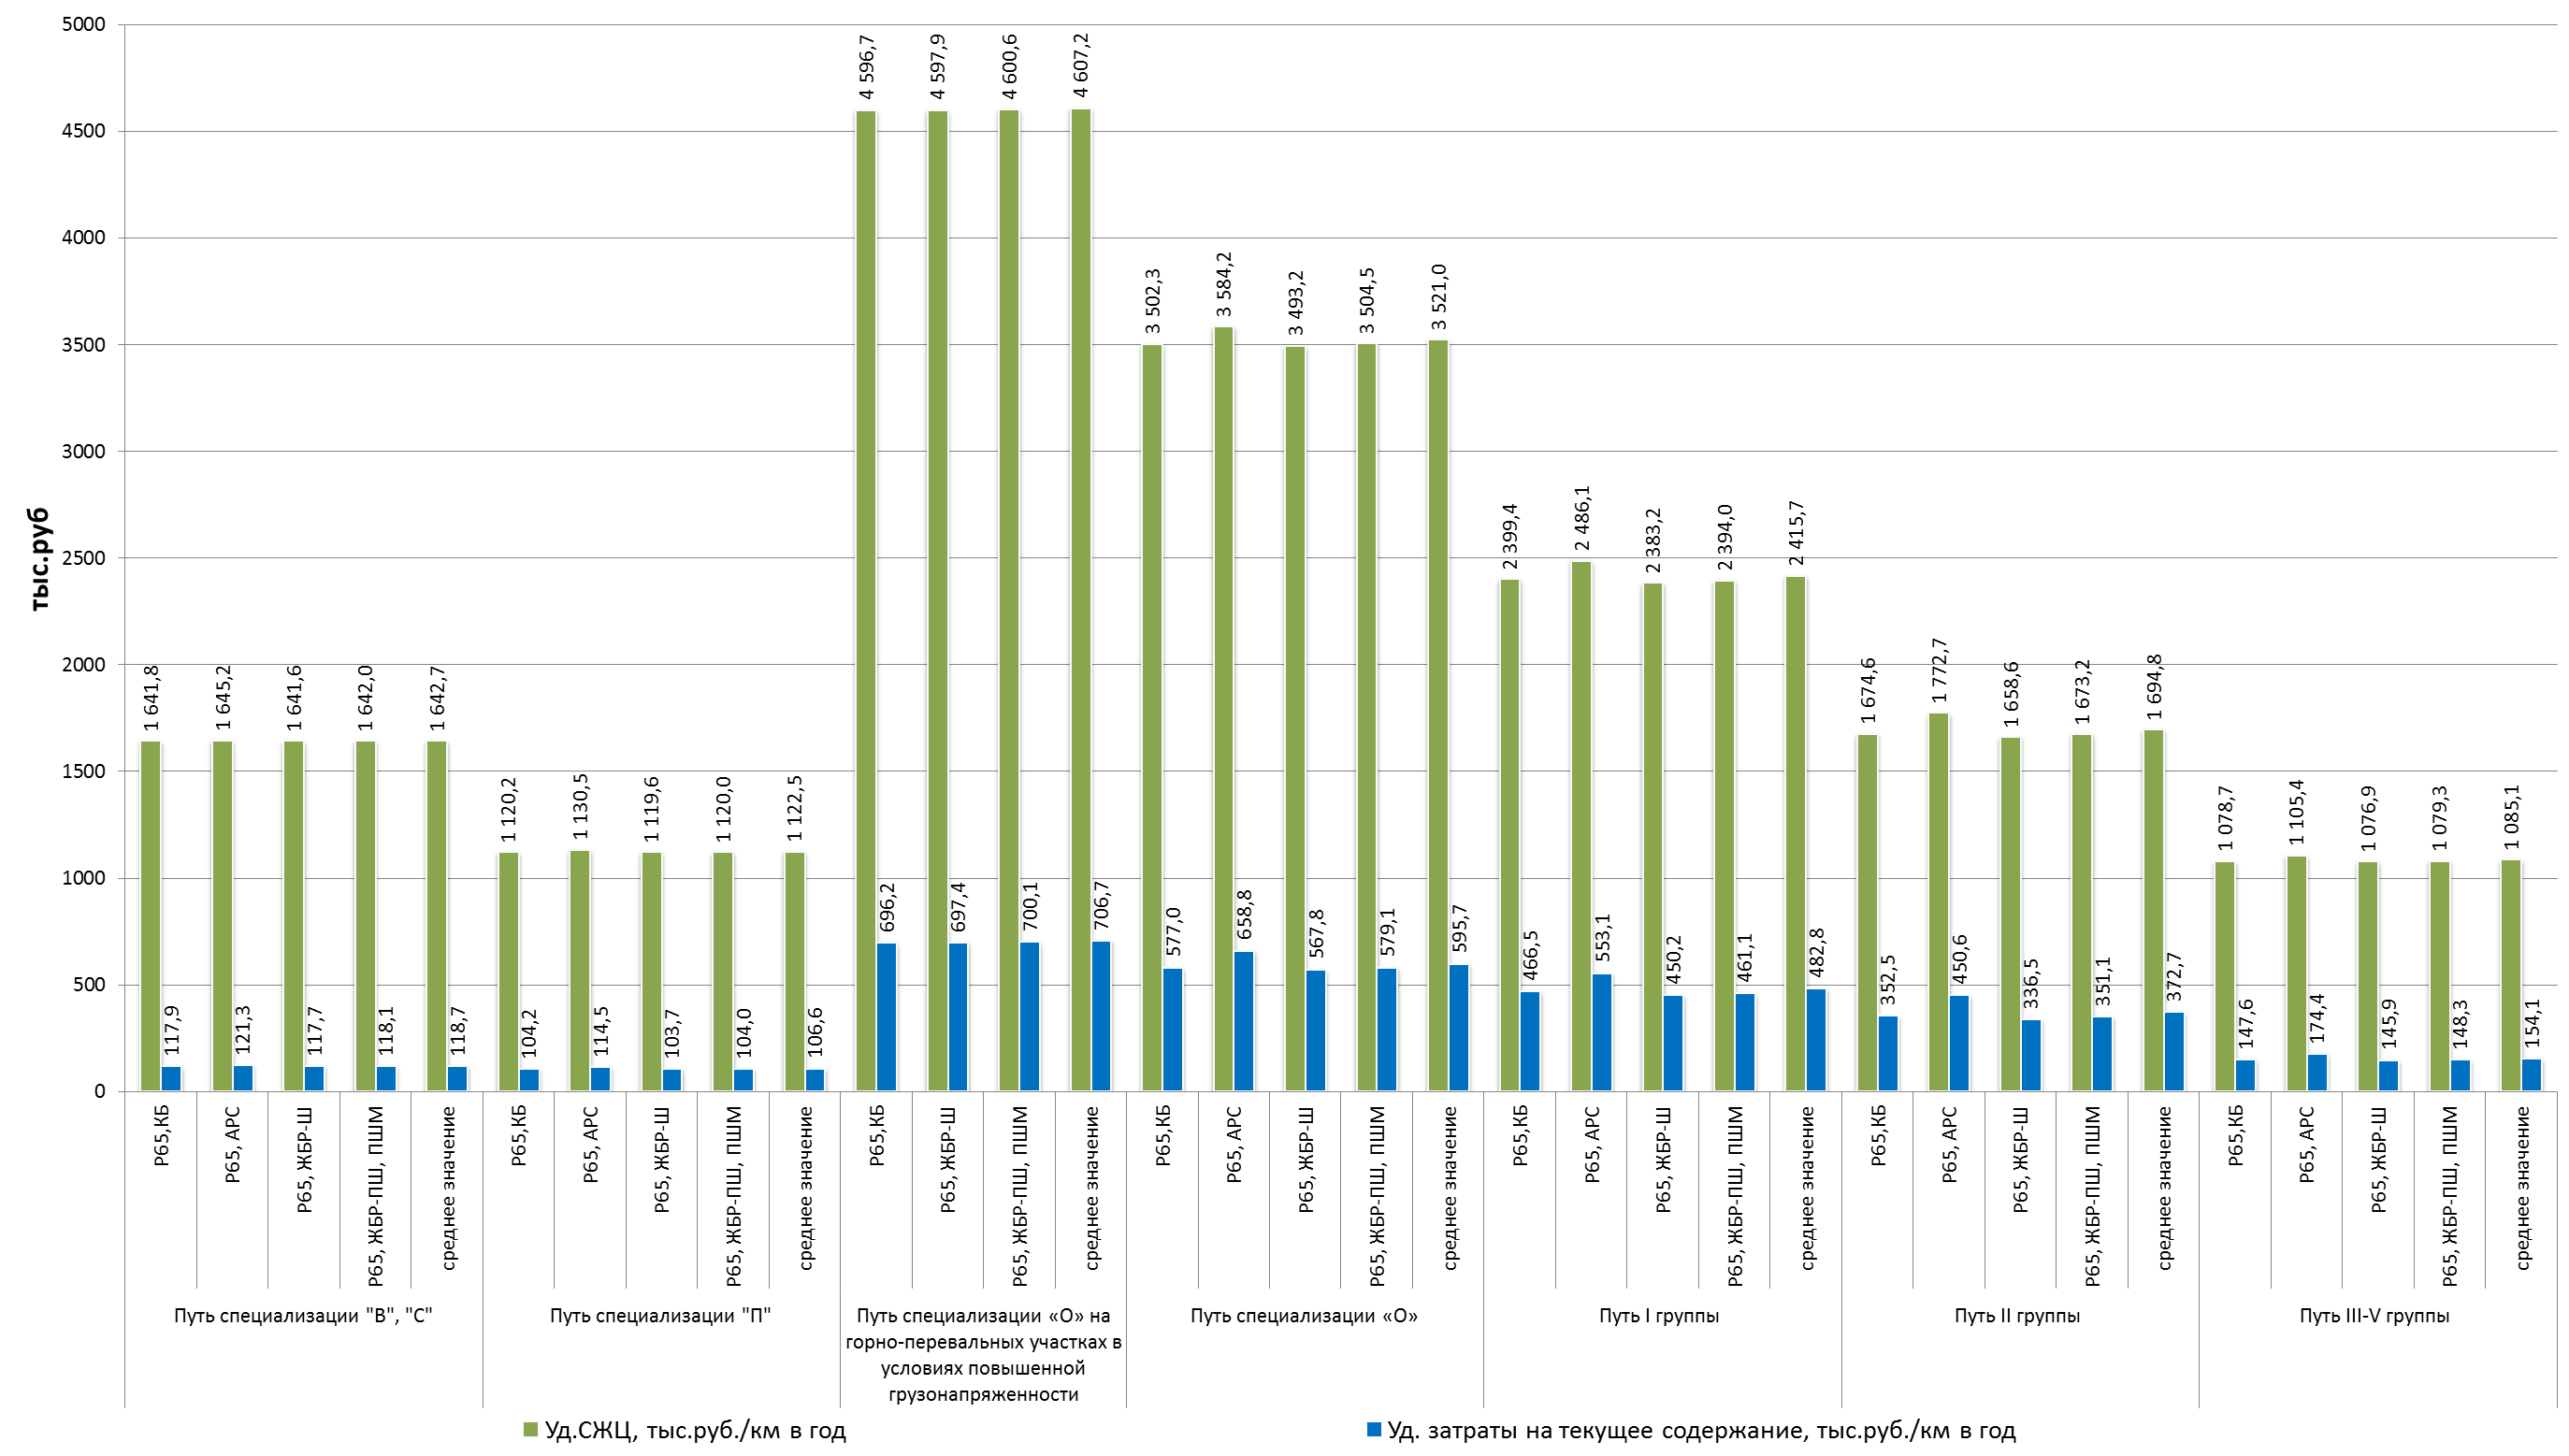 тыс.руб
5000
4500
4000
3500
3000
2500
2000
1500
1000
500
0
1 641,8
117,9
1 645,2
121,3
1 641,6
117,7
1 642,0
118,1
1 642,7
118,7
1 120,2
104,2
1 130,5
114,5
1 119,6
103,7
1 120,0
104,0
1 122,5
106,6
4 596,7
696,2
4 597,9
697,4
4 600,6
700,1
4 607,2
706,7
3 502,3
577,0
3 584,2
658,8
3 493,2
567,8
3 504,5
579,1
3 521,0
595,7
2 399,4
466,5
2 486,1
553,1
2 383,2
450,2
2 394,0
461,1
2 415,7
482,8
1 674,6
352,5
1 772,7
450,6
1 658,6
336,5
1 673,2
351,1
1 694,8
372,7
1 078,7
147,6
1 105,4
174,4
1 076,9
145,9
1 079,3
148,3
1 085,1
154,1
Р65,КБ
Р65, АРС
Р65, ЖБР-Ш
Р65, ЖБР-ПШ, ПШМ
среднее значение
Р65,КБ
Р65, АРС
Р65, ЖБР-Ш
Р65, ЖБР-ПШ, ПШМ
среднее значение
Р65,КБ
Р65, ЖБР-Ш
Р65, ЖБР-ПШ, ПШМ
среднее значение
Р65,КБ
Р65, АРС
Р65, ЖБР-Ш
Р65, ЖБР-ПШ, ПШМ
среднее значение
Р65,КБ
Р65, АРС
Р65, ЖБР-Ш
Р65, ЖБР-ПШ, ПШМ
среднее значение
Р65,КБ
Р65, АРС
Р65, ЖБР-Ш
Р65, ЖБР-ПШ, ПШМ
среднее значение
Р65,КБ
Р65, АРС
Р65, ЖБР-Ш
Р65, ЖБР-ПШ, ПШМ
среднее значение
Путь специализации "В", "С"
Путь специализации "П"
Путь специализации «О» на
горно-перевальных участках в
условиях повышенной
грузонапряженности
Путь специализации «О»
Путь I группы
Путь II группы
Путь III-V группы
Уд.СЖЦ, тыс.руб./км в год
Уд. затраты на текущее содержание, тыс.руб./км в год